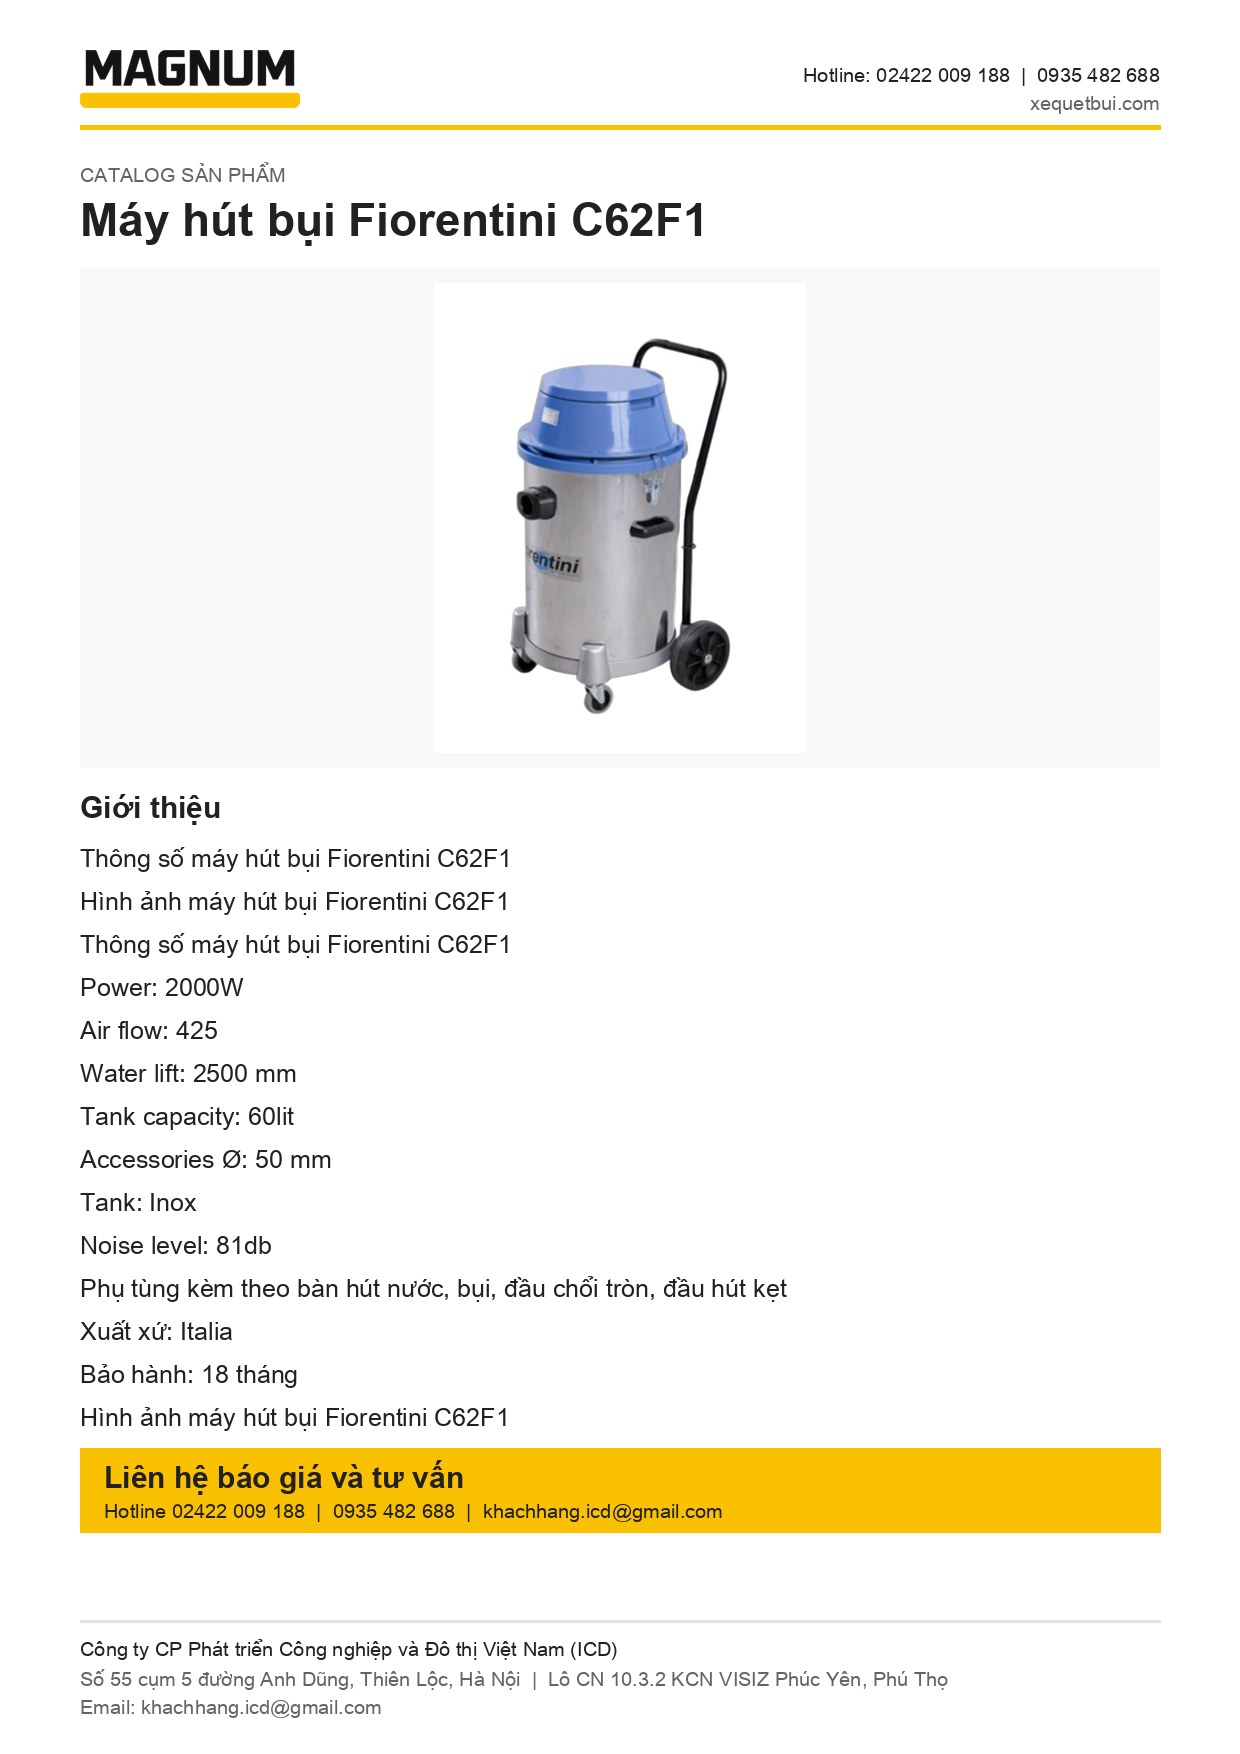 MAGNUM
Hotline: 02422 009 188 | 0935 482 688
xequetbui.com
CATALOG SẢN PHẨM
Máy hút bụi Fiorentini C62F1
rentini
Giới thiệu
Thông số máy hút bụi Fiorentini C62F1
Hình ảnh máy hút bụi Fiorentini C62F1
Thông số máy hút bụi Fiorentini C62F1
Power: 2000W
Air flow: 425
Water lift: 2500 mm
Tank capacity: 60lit
Accessories Ø: 50 mm
Tank: Inox
Noise level: 81db
Phụ tùng kèm theo bàn hút nước, bụi, đầu chổi tròn, đầu hút kẹt
Xuất xứ: Italia
Bảo hành: 18 tháng
Hình ảnh máy hút bụi Fiorentini C62F1
Liên hệ báo giá và tư vấn
Hotline 02422 009 188 | 0935 482 688 | khachhang.icd@gmail.com
Công ty CP Phát triển Công nghiệp và Đô thị Việt Nam (ICD)
Số 55 cụm 5 đường Anh Dũng, Thiên Lộc, Hà Nội | Lô CN 10.3.2 KCN VISIZ Phúc Yên, Phú Thọ
Email: khachhang.icd@gmail.com